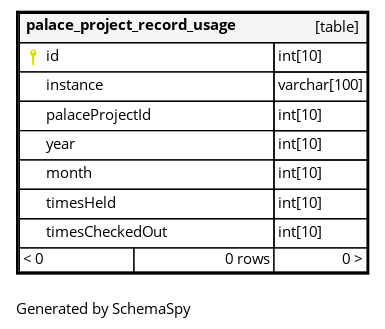 palace_project_record_usage [table]
id int[10]
instance varchar[100]
palaceProjectId int[10]
year int[10]
month int[10]
timesHeld int[10]
timesCheckedOut int[10]
< 0 0 rows 0 >
Generated by SchemaSpy